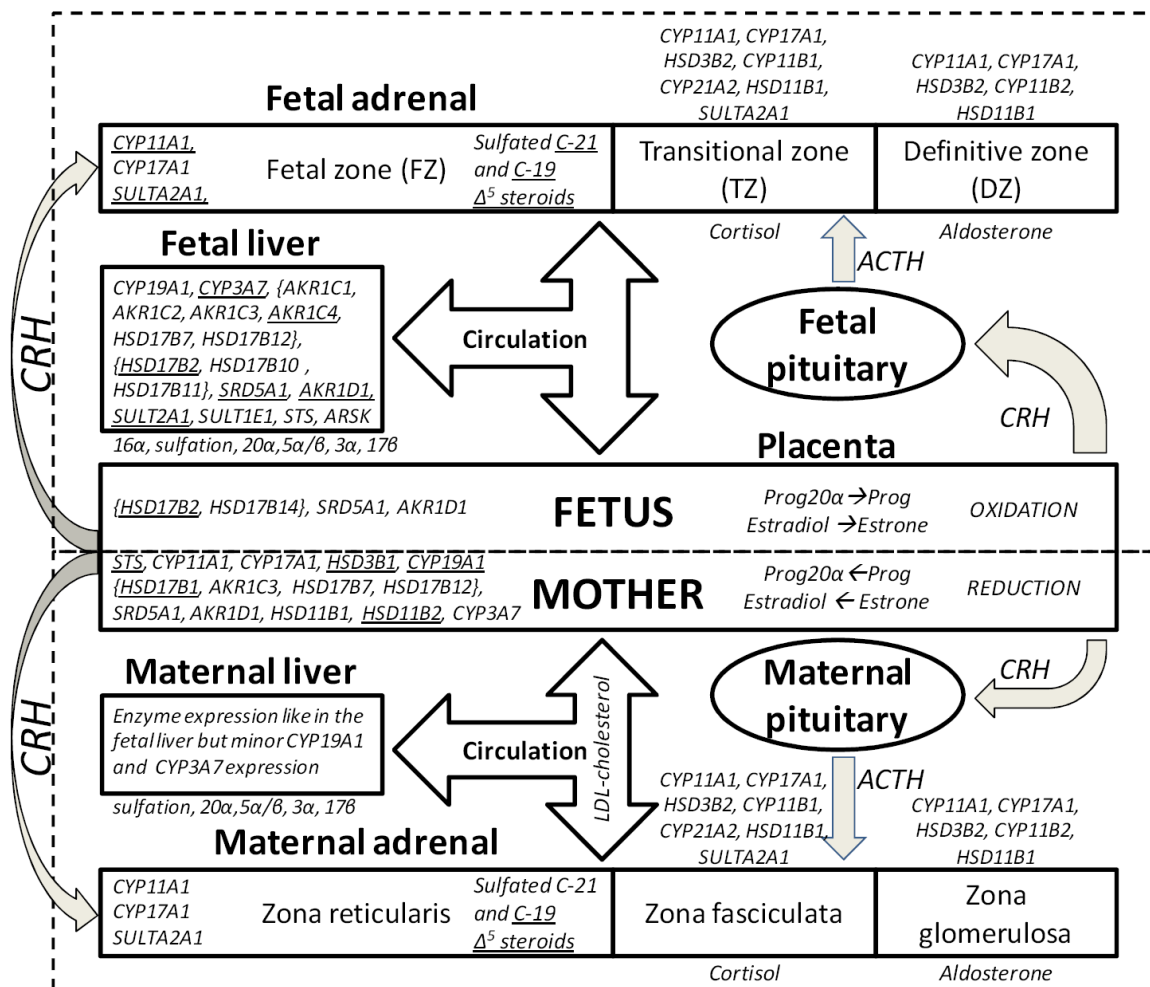 CYP11A1, CYP17A1,
HSD3B2, CYP11B1,
CYP21A2, HSD11B1,
SULTA2A1
CYP11A1, CYP17A1,
HSD3B2, CYP11B2,
HSD11B1
Fetal adrenal
CYP11A1,
CYP17A1
SULTA2A1,
Fetal zone (FZ)
Sulfated C-21
and C-19
Δ⁵ steroids
Transitional zone
(TZ)
Definitive zone
(DZ)
Cortisol
Aldosterone
Fetal liver
CYP19A1, CYP3A7, {AKR1C1,
AKR1C2, AKR1C3, AKR1C4,
HSD17B7, HSD17B12},
{HSD17B2, HSD17B10 ,
HSD17B11}, SRD5A1, AKR1D1,
SULT2A1, SULT1E1, STS, ARSK
16α, sulfation, 20α,5α/β, 3α, 17β
Circulation
ACTH
Fetal
pituitary
CRH
CRH
Placenta
{HSD17B2, HSD17B14}, SRD5A1, AKR1D1
FETUS
Prog20α→Prog
Estradiol →Estrone
OXIDATION
STS, CYP11A1, CYP17A1, HSD3B1, CYP19A1
{HSD17B1, AKR1C3, HSD17B7, HSD17B12},
SRD5A1, AKR1D1, HSD11B1, HSD11B2, CYP3A7
MOTHER
Prog20α←Prog
Estradiol ← Estrone
REDUCTION
Maternal liver
Enzyme expression like in the
fetal liver but minor CYP19A1
and CYP3A7 expression
sulfation, 20α,5α/β, 3α, 17β
Circulation
LDL-cholesterol
Maternal
pituitary
CRH
CRH
ACTH
CYP11A1, CYP17A1,
HSD3B2, CYP11B1,
CYP21A2, HSD11B1,
SULTA2A1
CYP11A1, CYP17A1,
HSD3B2, CYP11B2,
HSD11B1
Maternal adrenal
CYP11A1
CYP17A1
SULTA2A1
Zona reticularis
Sulfated C-21
and C-19
Δ⁵ steroids
Zona fasciculata
Zona
glomerulosa
Cortisol
Aldosterone